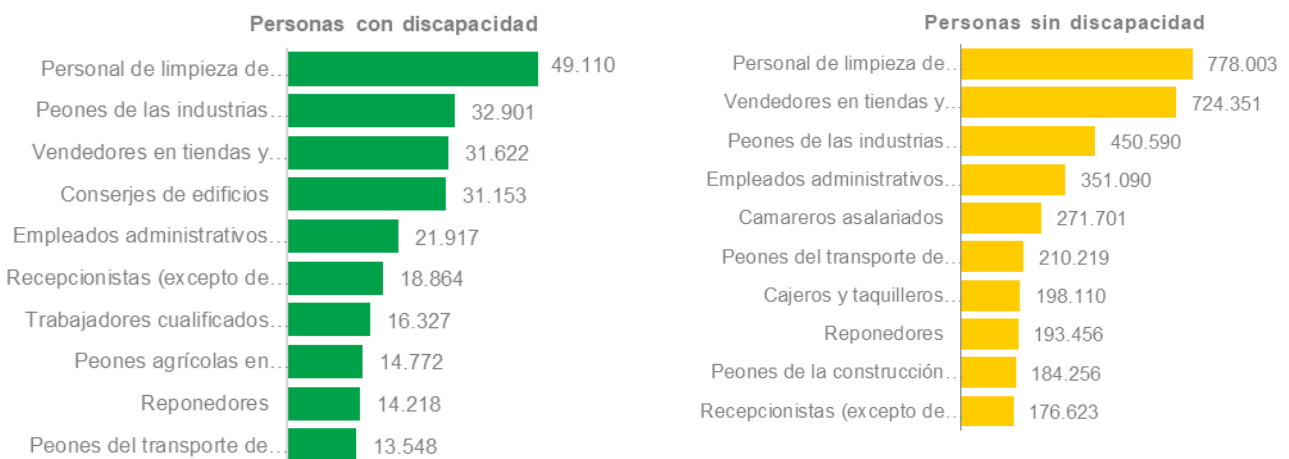 Personas con discapacidad
Personal de limpieza de... 49.110
Peones de las industrias... 32.901
Vendedores en tiendas y... 31.622
Conserjes de edificios 31.153
Empleados administrativos... 21.917
Recepcionistas (excepto de... 18.864
Trabajadores cualificados... 16.327
Peones agrícolas en... 14.772
Reponedores 14.218
Peones del transporte de... 13.548
Personas sin discapacidad
Personal de limpieza de... 778.003
Vendedores en tiendas y... 724.351
Peones de las industrias... 450.590
Empleados administrativos... 351.090
Camareros asalariados 271.701
Peones del transporte de... 210.219
Cajeros y taquilleros... 198.110
Reponedores 193.456
Peones de la construcción... 184.256
Recepcionistas (excepto de... 176.623